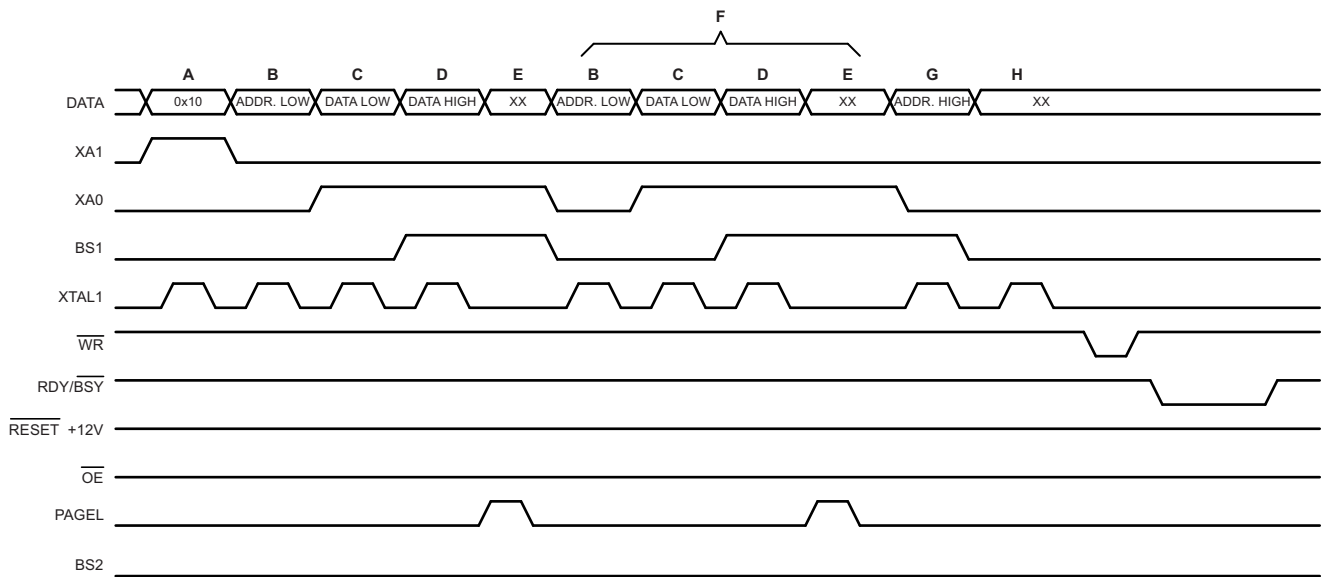 F
A B C D E B C D E G H
DATA 0x10 ADDR. LOW DATA LOW DATA HIGH XX ADDR. LOW DATA LOW DATA HIGH XX ADDR. HIGH XX
XA1
XA0
BS1
XTAL1
WR
RDY/BSY
RESET +12V
OE
PAGEL
BS2